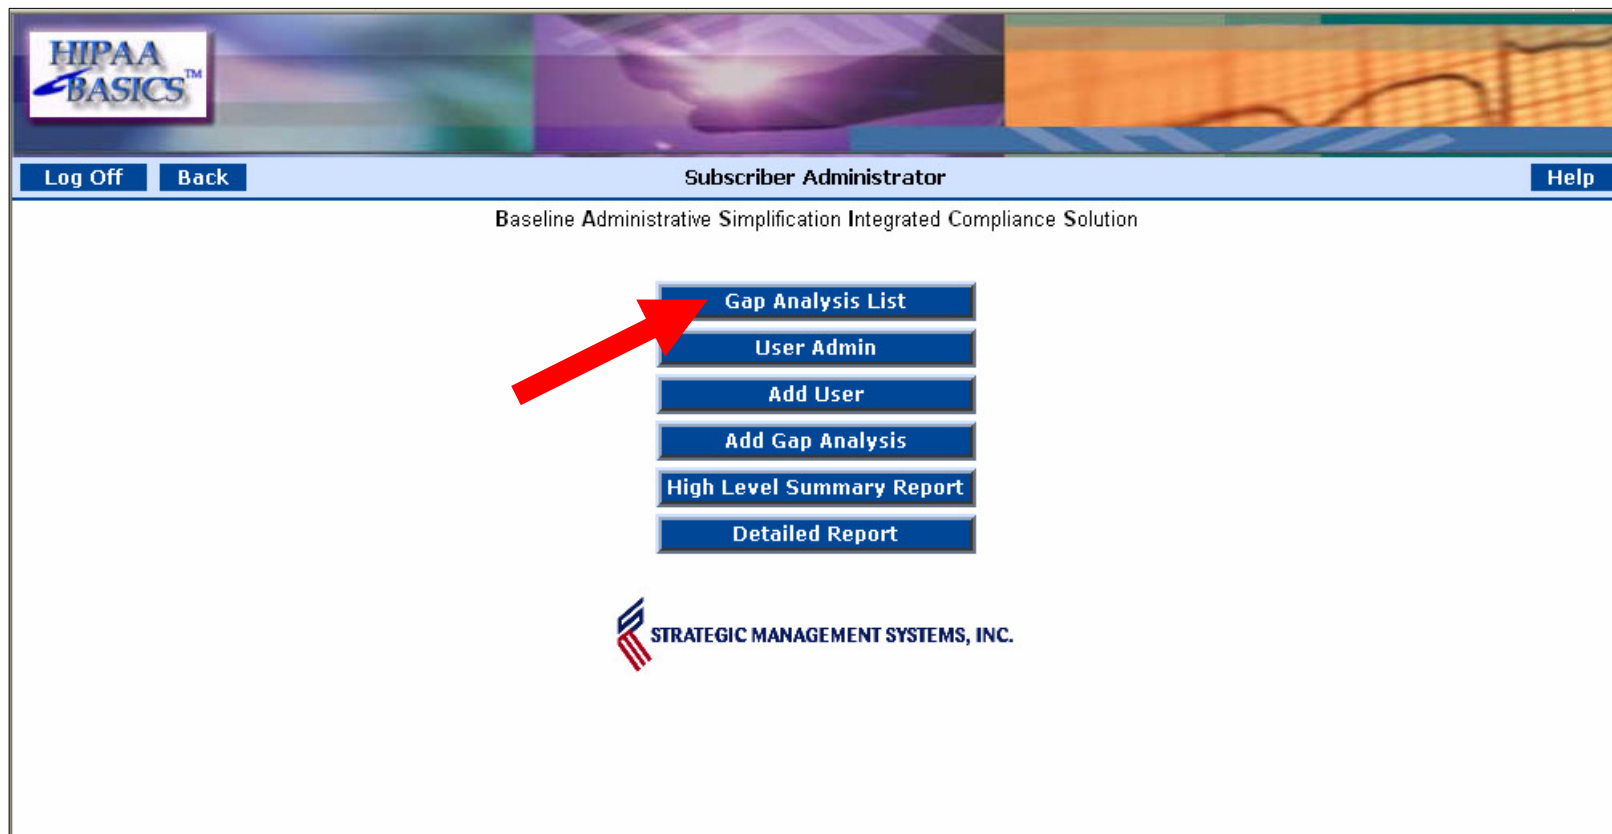 HIPAA
BASICS™
Log Off Back Subscriber Administrator Help
Baseline Administrative Simplification Integrated Compliance Solution
Gap Analysis List
User Admin
Add User
Add Gap Analysis
High Level Summary Report
Detailed Report
STRATEGIC MANAGEMENT SYSTEMS, INC.